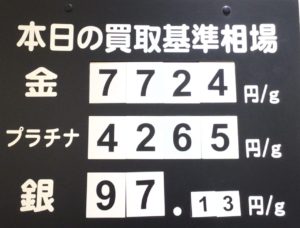 本日の買取基準相場
金 7724 円/g
プラチナ 4265 円/g
銀 97.13 円/g